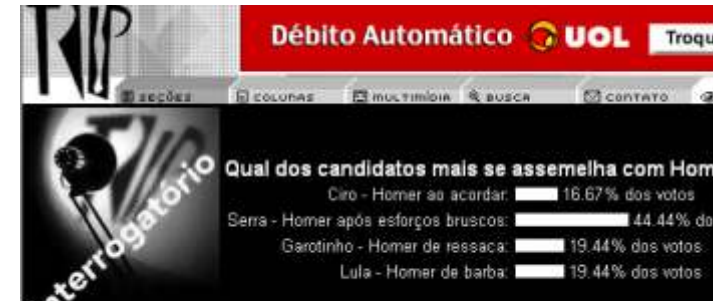 TRIP
Débito Automático UOL Troqu
SEÇÕES COLUNAS MULTIMÍDIA BUSCA CONTATO
TRIP
Interrogatório
Qual dos candidatos mais se assemelha com Hom
Ciro - Homer ao acordar: 16.67% dos votos
Serra - Homer após esforços bruscos: 44.44% do
Garotinho - Homer de ressaca: 19.44% dos votos
Lula - Homer de barba: 19.44% dos votos